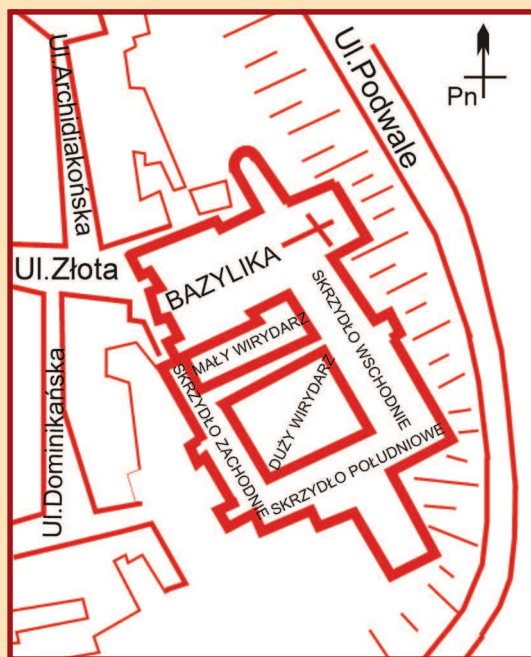 Ul.Archidiakońska
Ul.Podwale
Pn
Ul.Złota
BAZYLIKA
MAŁY WIRYDARZ
SKRZYDŁO WSCHODNIE
SKRZYDŁO ZACHODNIE
DUŻY WIRYDARZ
Ul.Dominikańska
SKRZYDŁO POŁUDNIOWE